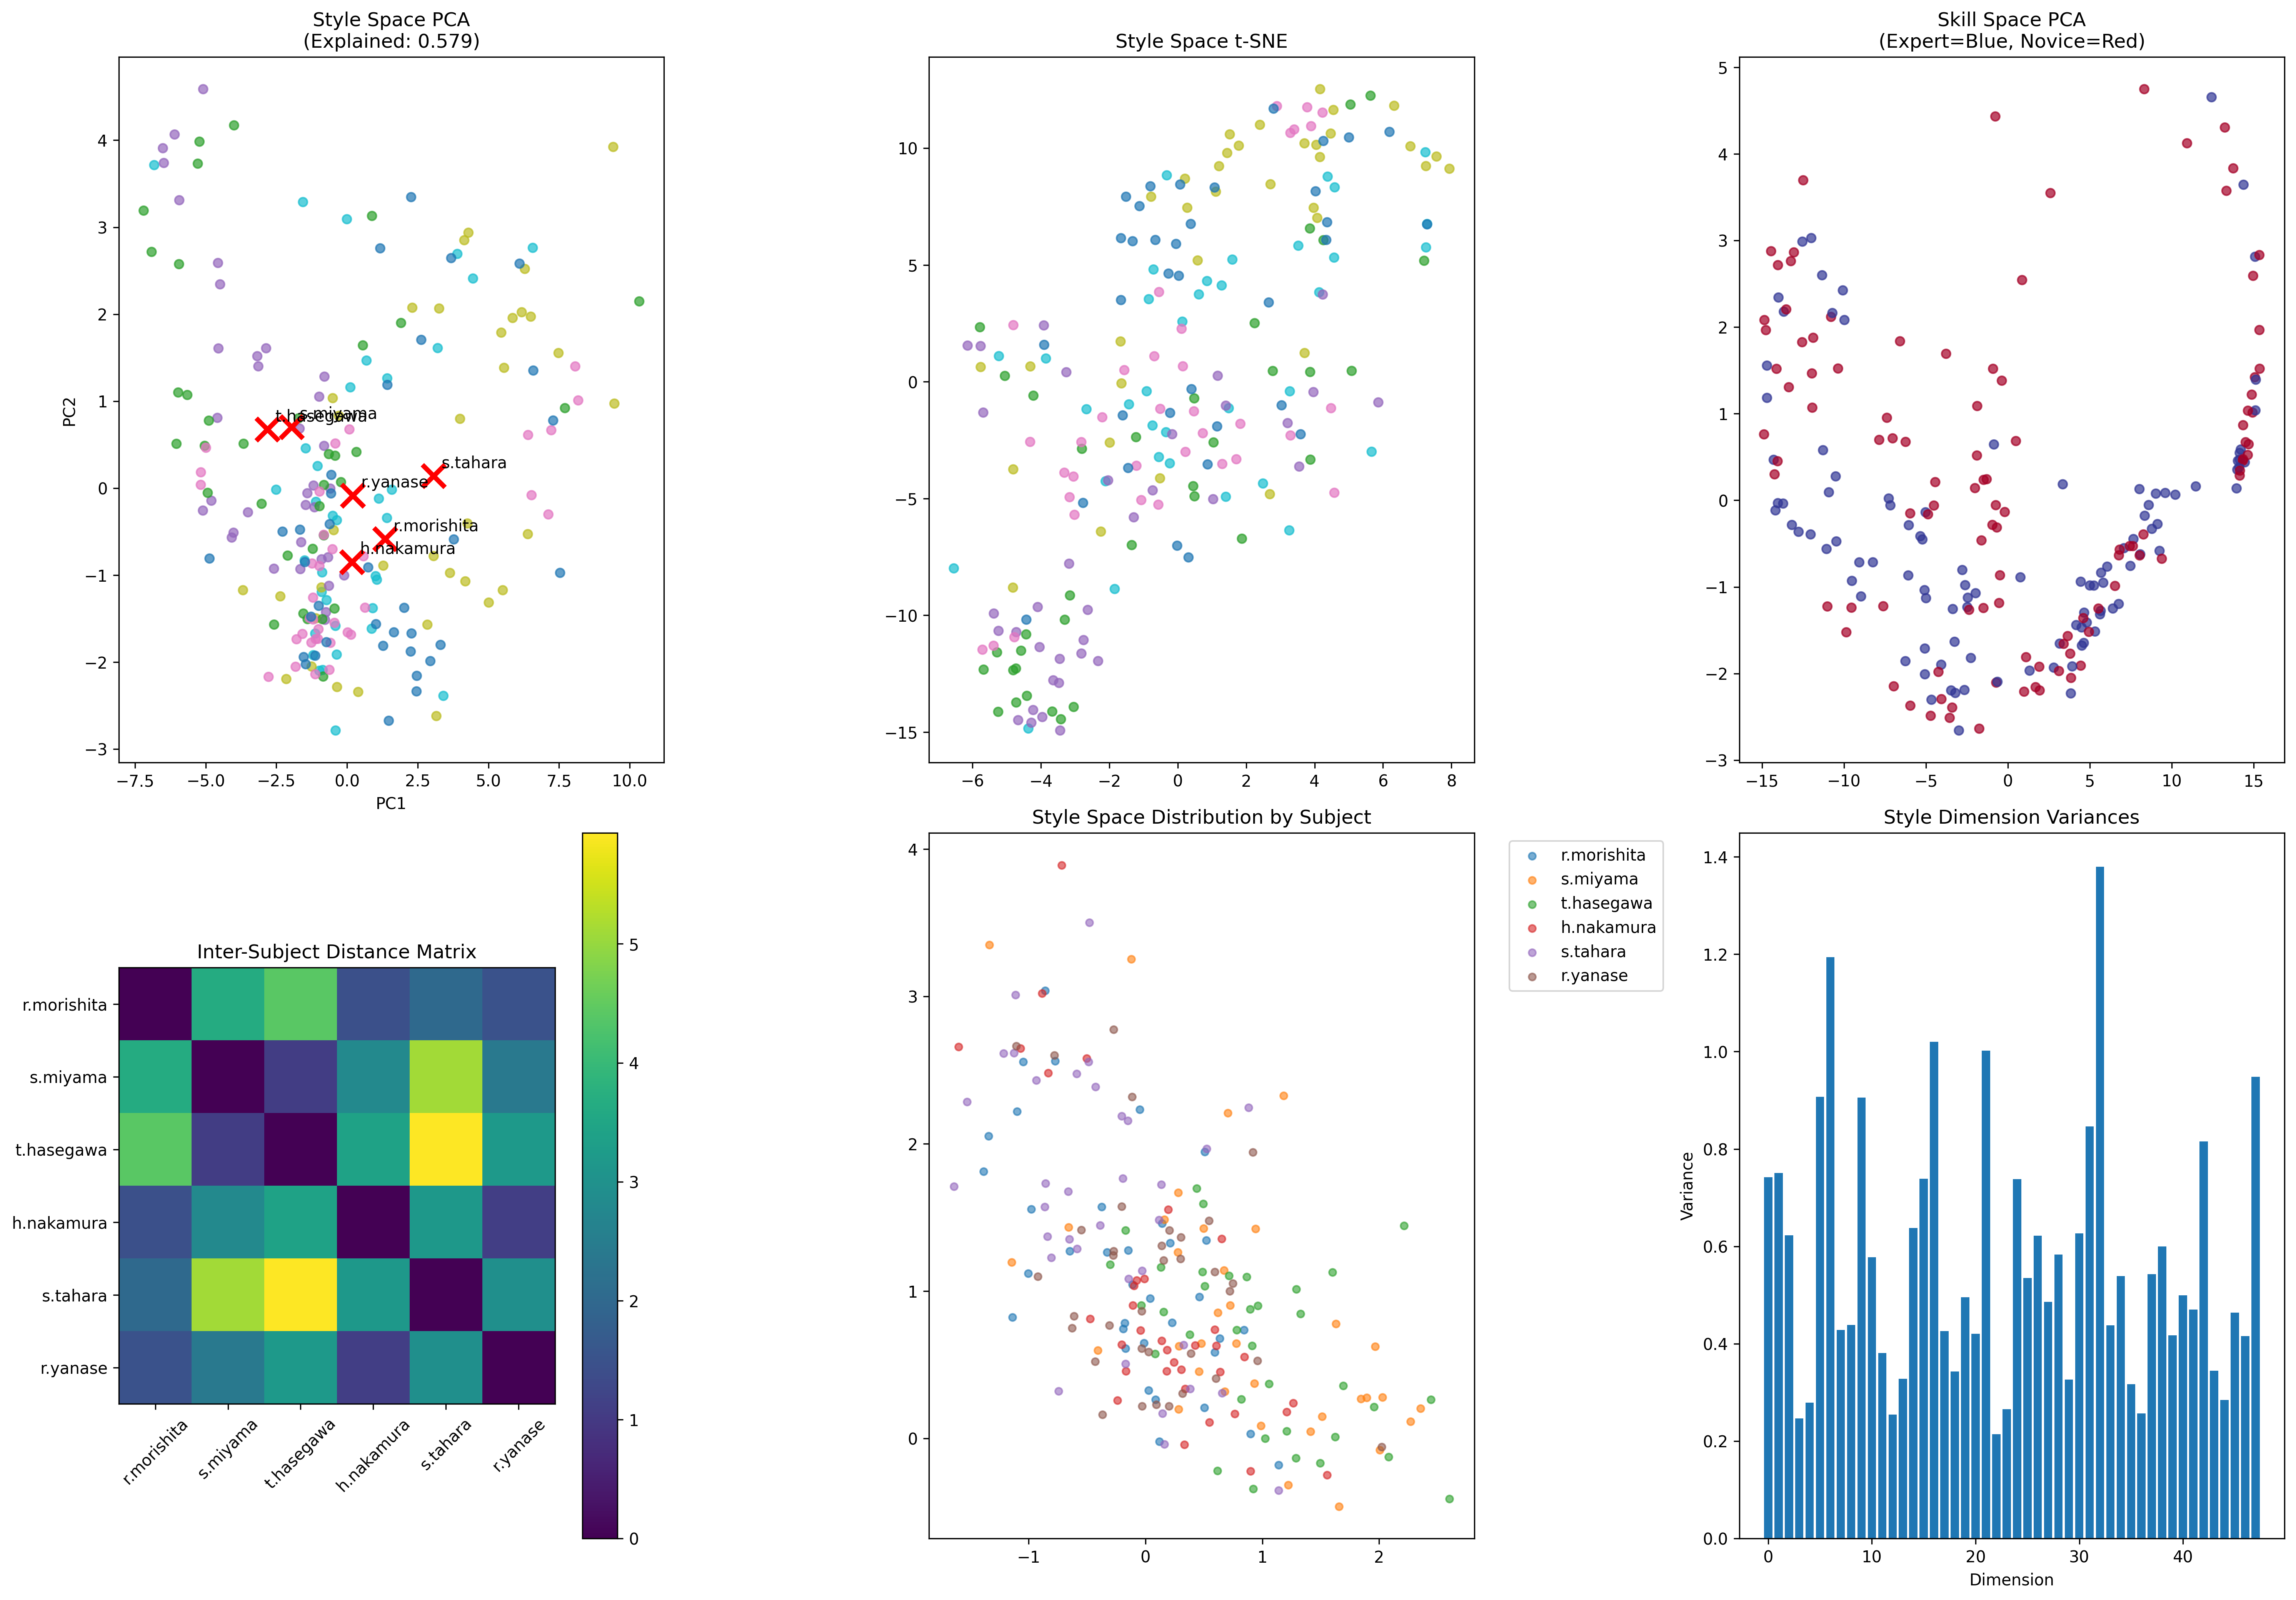 Style Space PCA
(Explained: 0.579)
4
3
2
1
0
−1
−2
−3
PC2
t.hasegawa
s.miyama
s.tahara
r.yanase
r.morishita
h.nakamura
−7.5 −5.0 −2.5 0.0 2.5 5.0 7.5 10.0
PC1
Style Space t-SNE
10
5
0
−5
−10
−15
−6 −4 −2 0 2 4 6 8
Skill Space PCA
(Expert=Blue, Novice=Red)
5
4
3
2
1
0
−1
−2
−3
−15 −10 −5 0 5 10 15
Inter-Subject Distance Matrix
r.morishita
s.miyama
t.hasegawa
h.nakamura
s.tahara
r.yanase
r.morishita
s.miyama
t.hasegawa
h.nakamura
s.tahara
r.yanase
5
4
3
2
1
0
Style Space Distribution by Subject
4
3
2
1
0
−1 0 1 2
r.morishita
s.miyama
t.hasegawa
h.nakamura
s.tahara
r.yanase
Style Dimension Variances
1.4
1.2
1.0
0.8
0.6
0.4
0.2
0.0
Variance
0 10 20 30 40
Dimension